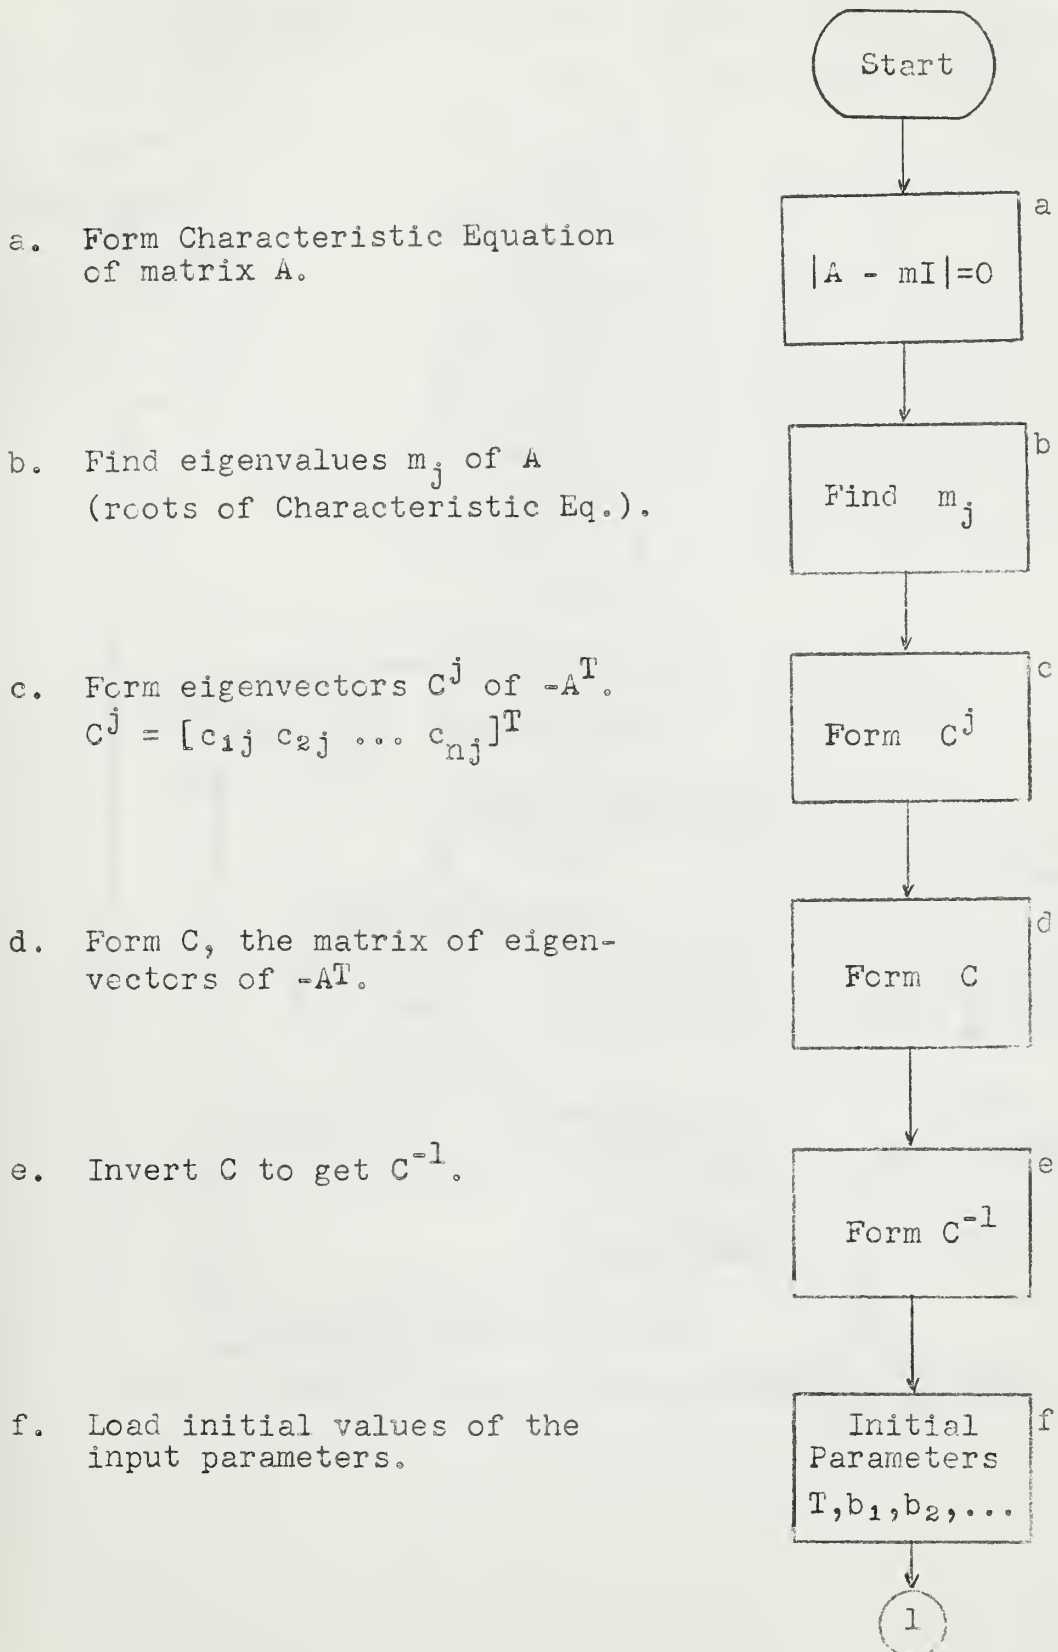 Start
a. Form Characteristic Equation
of matrix A.
a
|A - mI|=0
b. Find eigenvalues m_j of A
(roots of Characteristic Eq.).
b
Find m_j
c. Form eigenvectors C^j of -A^T.
C^j = [c_1j c_2j ... c_nj]^T
c
Form C^j
d. Form C, the matrix of eigen-
vectors of -A^T.
d
Form C
e. Invert C to get C^-1.
e
Form C^-1
f. Load initial values of the
input parameters.
f
Initial
Parameters
T,b_1,b_2,...
1